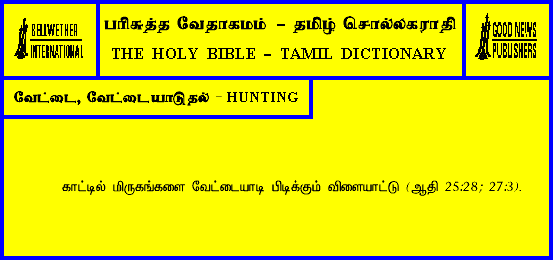 BELLWETHER
INTERNATIONAL
பரிசுத்த வேதாகமம் - தமிழ் சொல்லகராதி
THE HOLY BIBLE - TAMIL DICTIONARY
GOOD NEWS
PUBLISHERS
வேட்டை, வேட்டையாடுதல் - HUNTING
காட்டில் மிருகங்களை வேட்டையாடி பிடிக்கும் விளையாட்டு (ஆதி 25:28; 27:3).